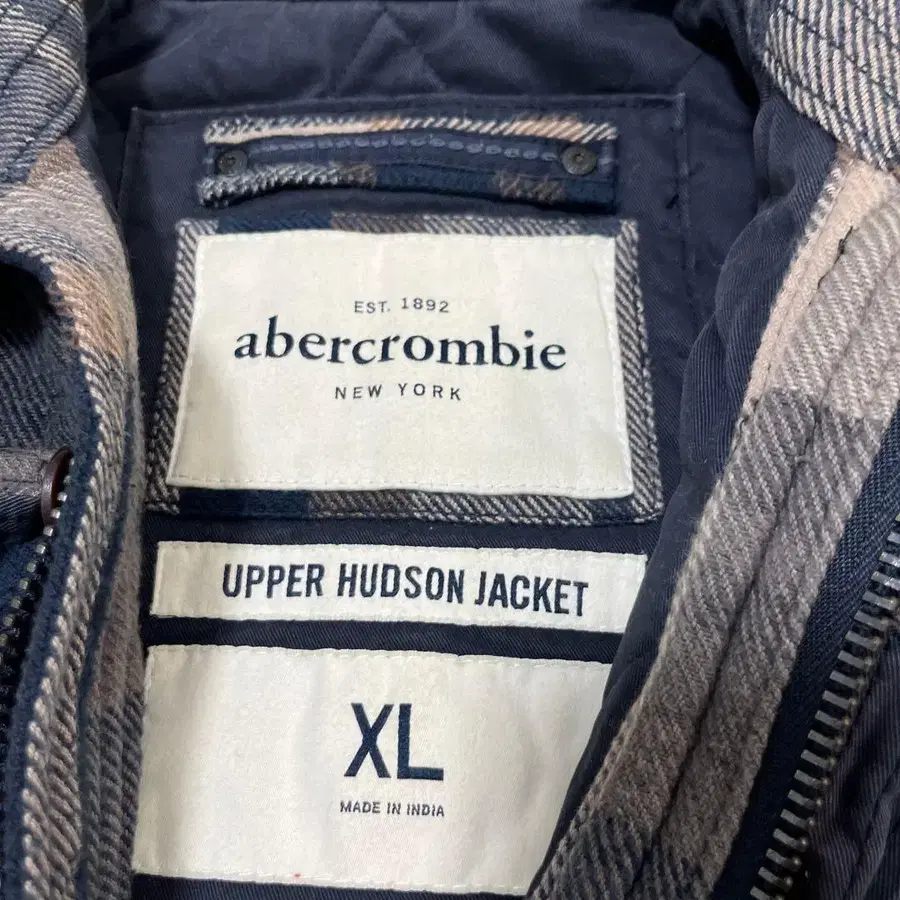 EST. 1892
abercrombie
NEW YORK
UPPER HUDSON JACKET
XL
MADE IN INDIA